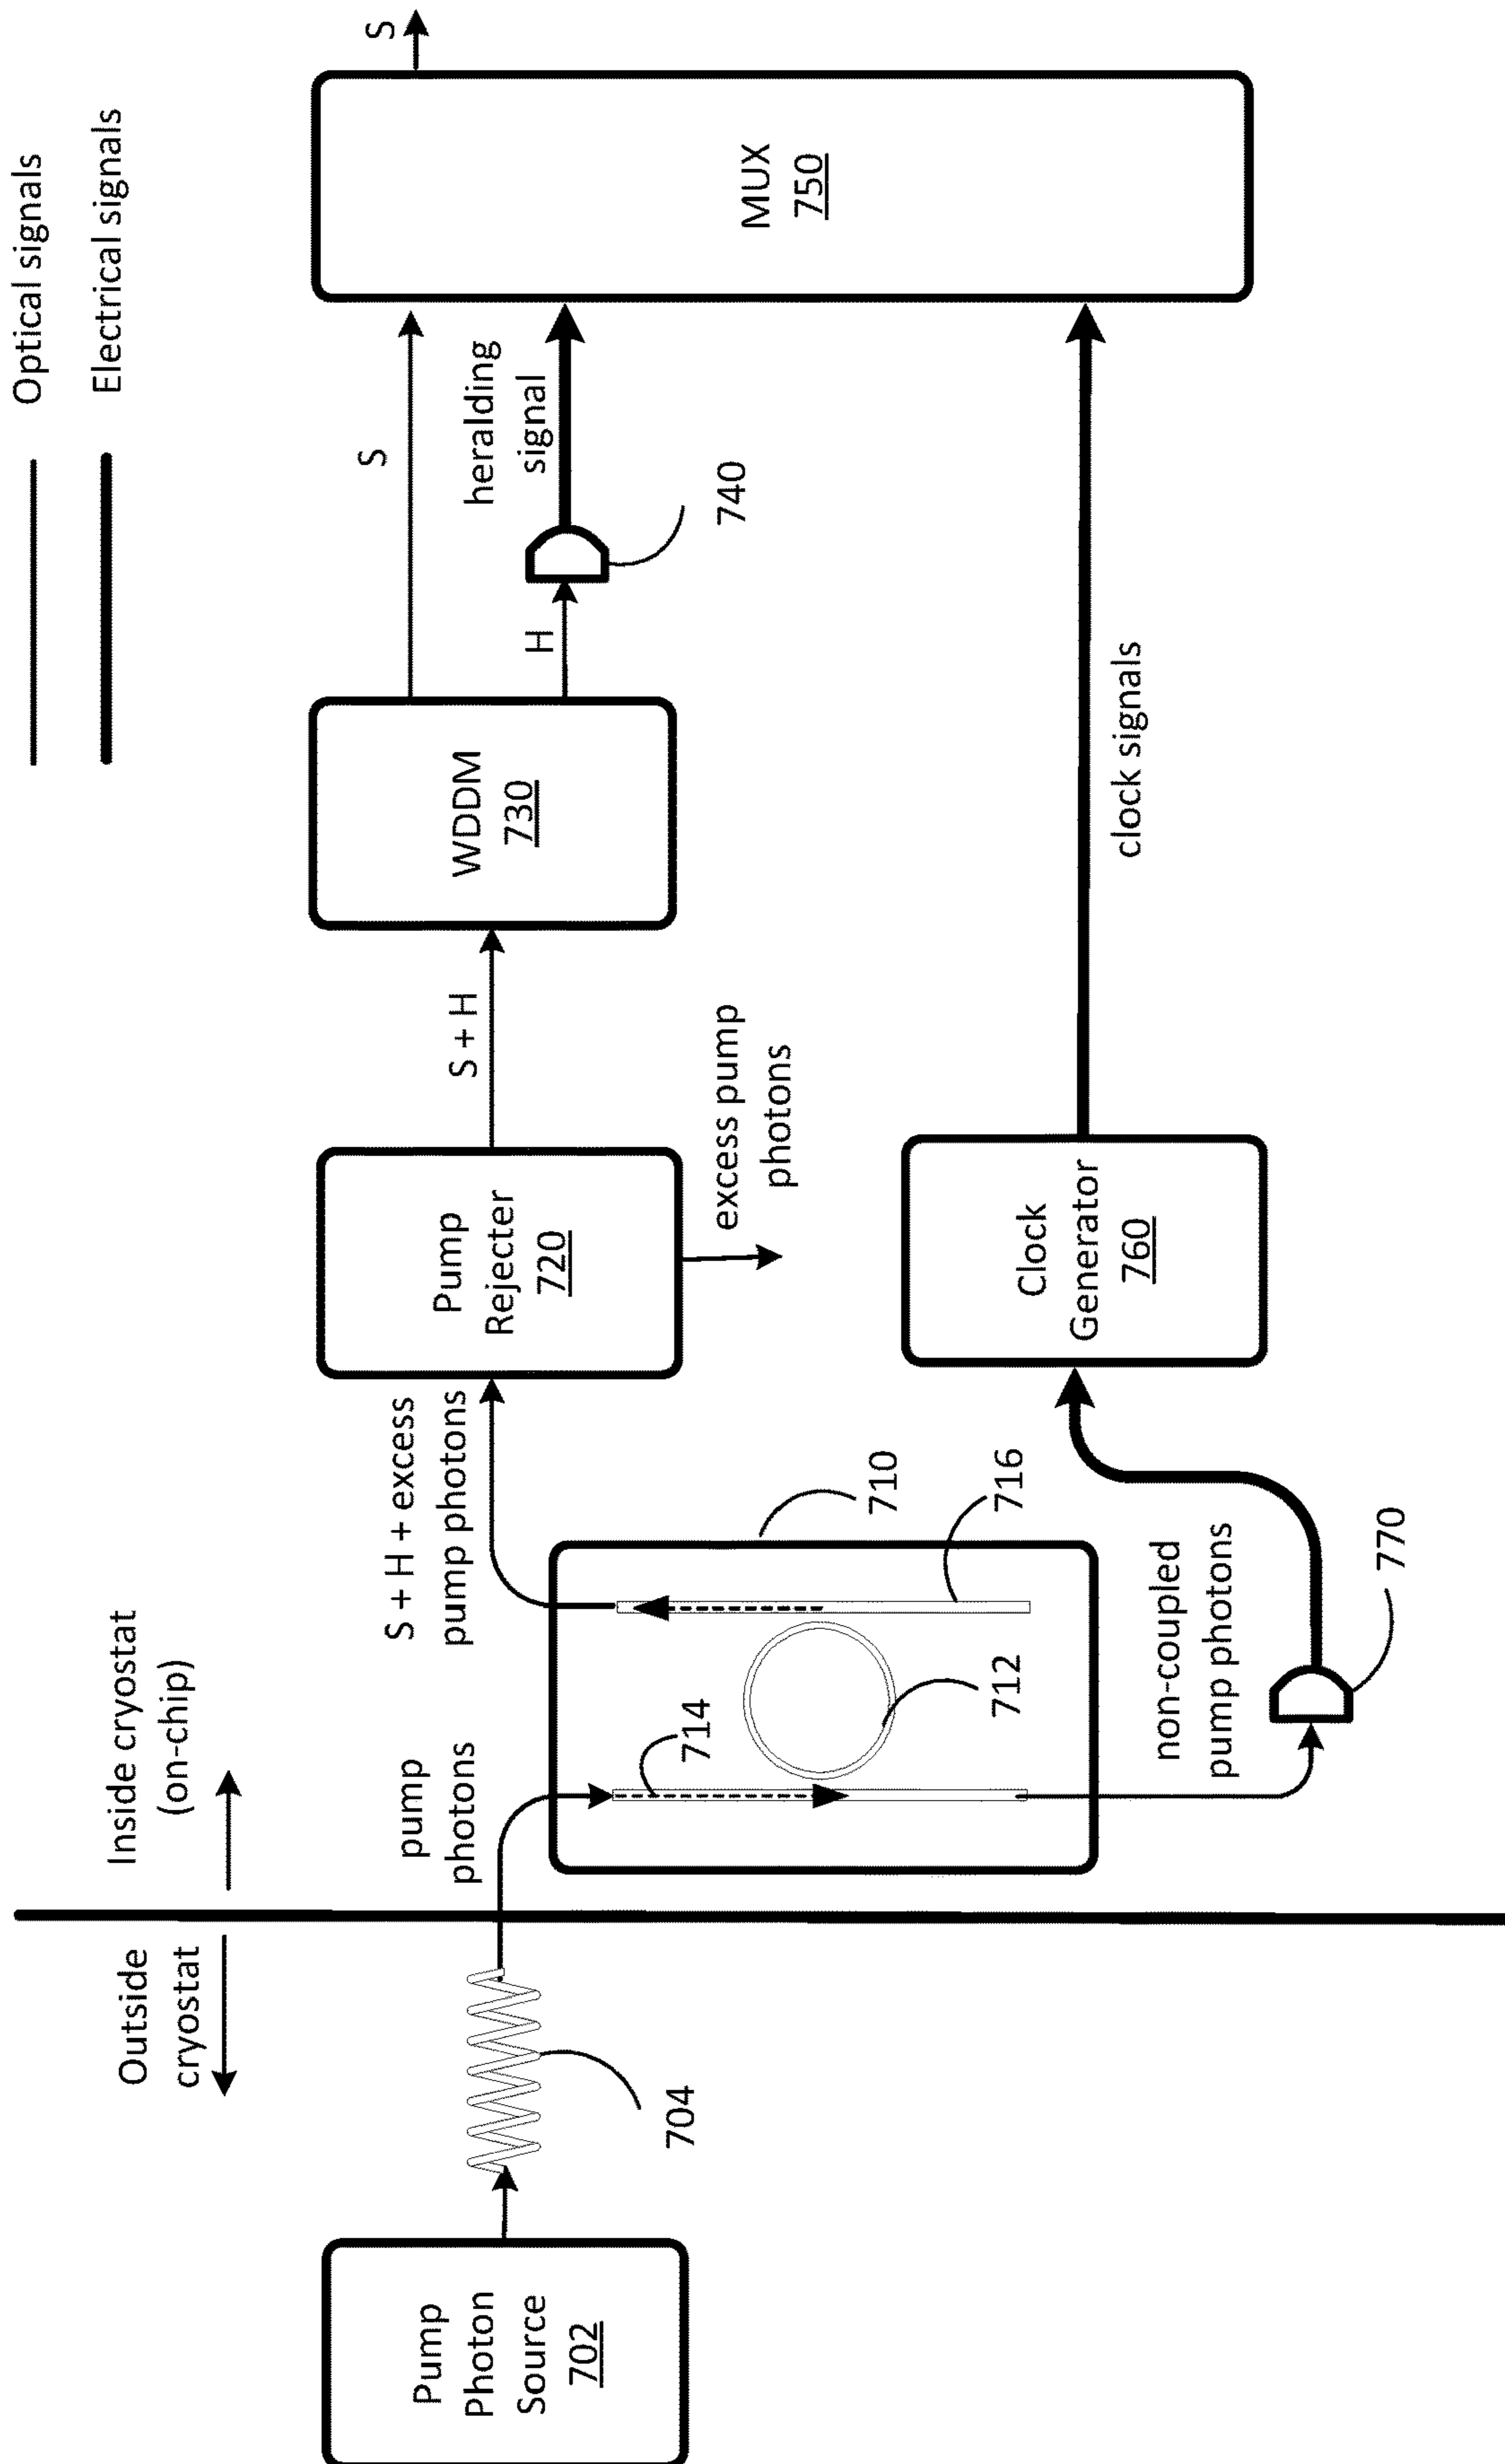 Optical signals
Electrical signals
Outside
cryostat
Inside cryostat
(on-chip)
Pump
Photon
Source
702
704
pump
photons
714
712
716
710
S + H + excess
pump photons
Pump
Rejecter
720
excess pump
photons
S + H
WDDM
730
S
H
heralding
signal
740
MUX
750
S
non-coupled
pump photons
770
Clock
Generator
760
clock signals